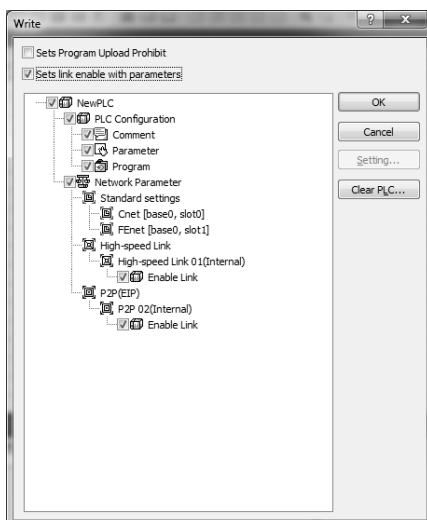 Write
Sets Program Upload Prohibit
Sets link enable with parameters
NewPLC
PLC Configuration
Comment
Parameter
Program
Network Parameter
Standard settings
Cnet [base0, slot0]
FEnet [base0, slot1]
High-speed Link
High-speed Link 01(Internal)
Enable Link
P2P(EIP)
P2P 02(Internal)
Enable Link
OK
Cancel
Setting...
Clear PLC...